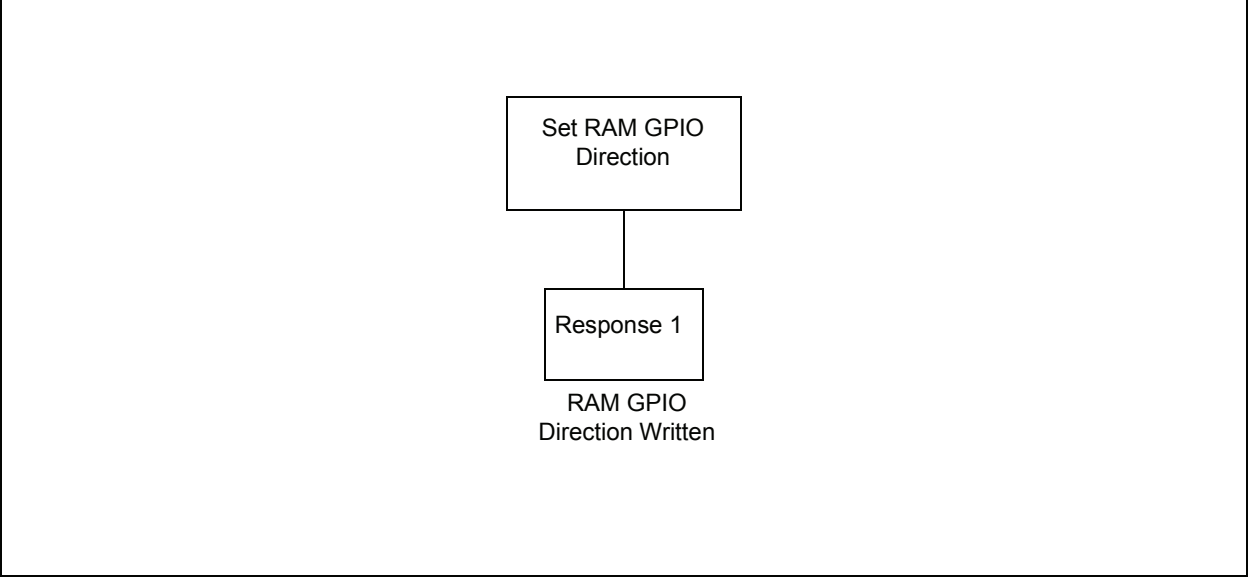 Set RAM GPIO
Direction
Response 1
RAM GPIO
Direction Written